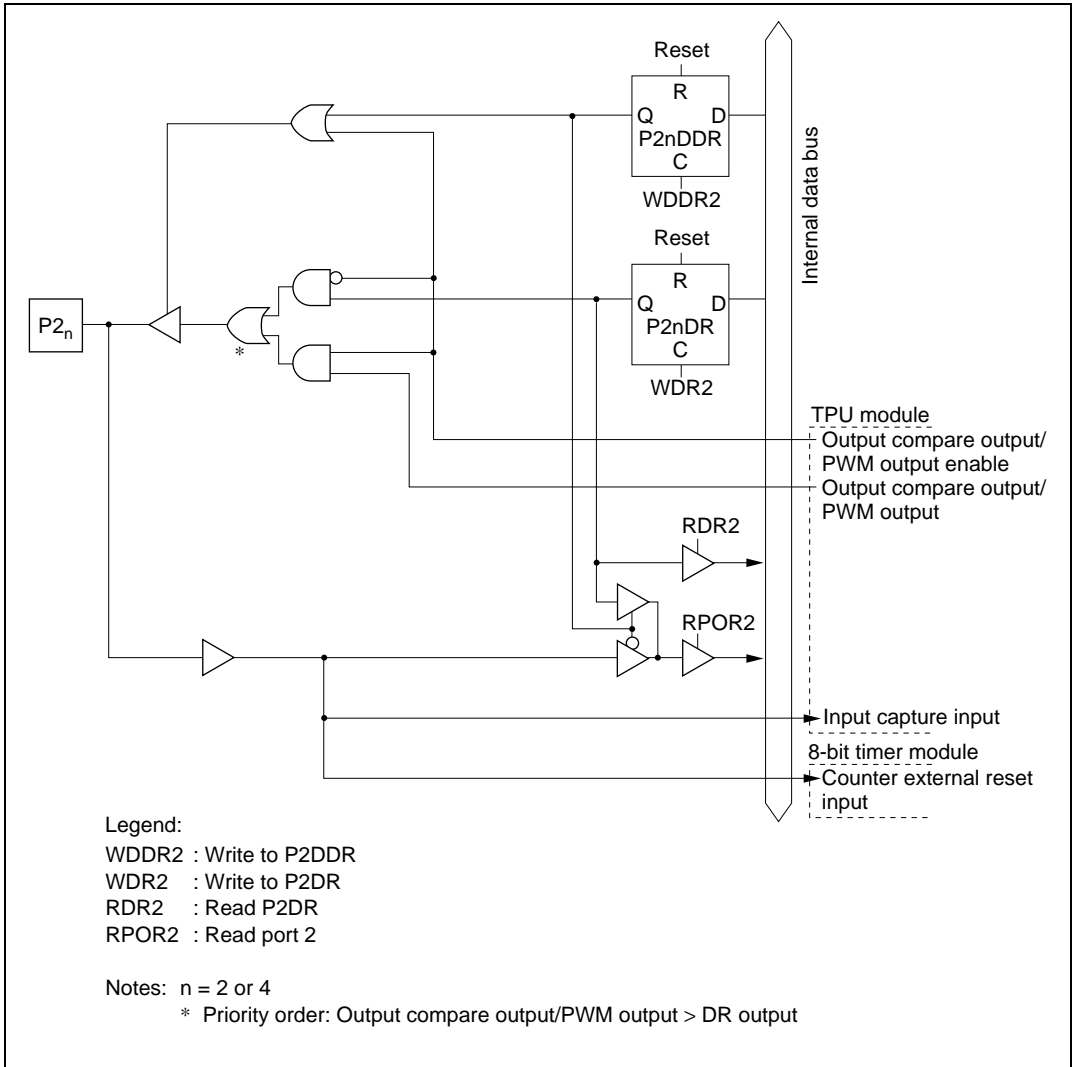 Reset
R
Q D
P2nDDR
C
WDDR2
Internal data bus
Reset
R
Q D
P2nDR
C
WDR2
P2n
*
TPU module
Output compare output/
PWM output enable
Output compare output/
PWM output
RDR2
RPOR2
Input capture input
8-bit timer module
Counter external reset
input
Legend:
WDDR2 : Write to P2DDR
WDR2 : Write to P2DR
RDR2 : Read P2DR
RPOR2 : Read port 2
Notes: n = 2 or 4
* Priority order: Output compare output/PWM output > DR output